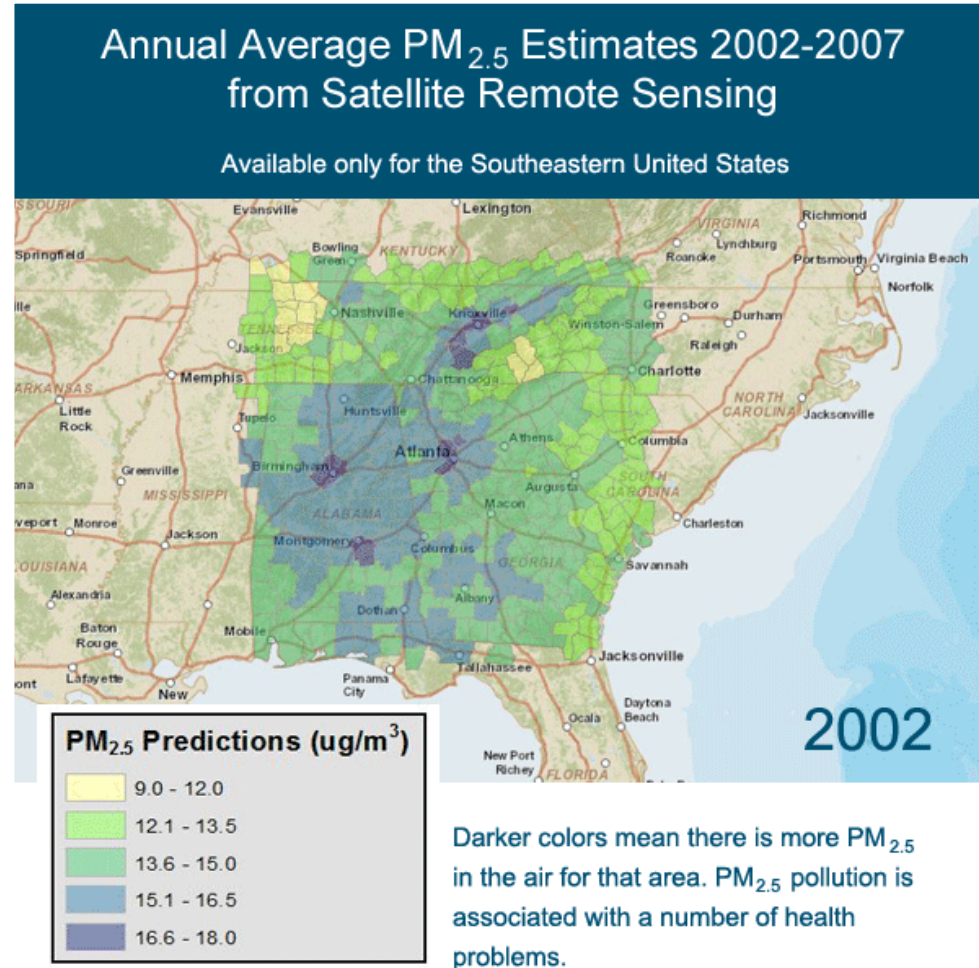 Annual Average PM2.5 Estimates 2002-2007
from Satellite Remote Sensing
Available only for the Southeastern United States
SSOURI
Evansville
Lexington
VIRGINIA
Richmond
Springfield
Bowling
Green
KENTUCKY
Lynchburg
Roanoke
Portsmouth
Virginia Beach
Norfolk
ille
Nashville
Knoxville
Greensboro
Durham
Winston-Salem
TENNESSEE
Jackson
Raleigh
Memphis
Chattanooga
Charlotte
ARKANSAS
Little
Rock
Huntsville
NORTH
CAROLINA
Jacksonville
Tupelo
Athens
Columbia
Atlanta
Birmingham
Greenville
ana
MISSISSIPPI
Augusta
SOUTH
CAROLINA
Macon
veport
Monroe
ALABAMA
Charleston
Jackson
Montgomery
Columbus
GEORGIA
Savannah
OUISIANA
Alexandria
Albany
Dothan
Baton
Rouge
Mobile
Jacksonville
Lafayette
Tallahassee
ont
New
Panama
City
Daytona
Beach
Ocala
2002
New Port
Richey
FLORIDA
PM2.5 Predictions (ug/m3)
9.0 - 12.0
12.1 - 13.5
13.6 - 15.0
15.1 - 16.5
16.6 - 18.0
Darker colors mean there is more PM2.5
in the air for that area. PM2.5 pollution is
associated with a number of health
problems.